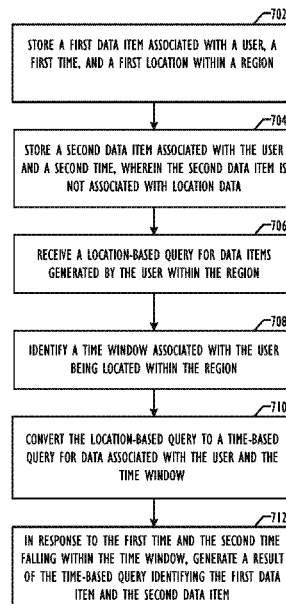 702
STORE A FIRST DATA ITEM ASSOCIATED WITH A USER, A
FIRST TIME, AND A FIRST LOCATION WITHIN A REGION
704
STORE A SECOND DATA ITEM ASSOCIATED WITH THE USER
AND A SECOND TIME, WHEREIN THE SECOND DATA ITEM IS
NOT ASSOCIATED WITH LOCATION DATA
706
RECEIVE A LOCATION-BASED QUERY FOR DATA ITEMS
GENERATED BY THE USER WITHIN THE REGION
708
IDENTIFY A TIME WINDOW ASSOCIATED WITH THE USER
BEING LOCATED WITHIN THE REGION
710
CONVERT THE LOCATION-BASED QUERY TO A TIME-BASED
QUERY FOR DATA ASSOCIATED WITH THE USER AND THE
TIME WINDOW
712
IN RESPONSE TO THE FIRST TIME AND THE SECOND TIME
FALLING WITHIN THE TIME WINDOW, GENERATE A RESULT
OF THE TIME-BASED QUERY IDENTIFYING THE FIRST DATA
ITEM AND THE SECOND DATA ITEM